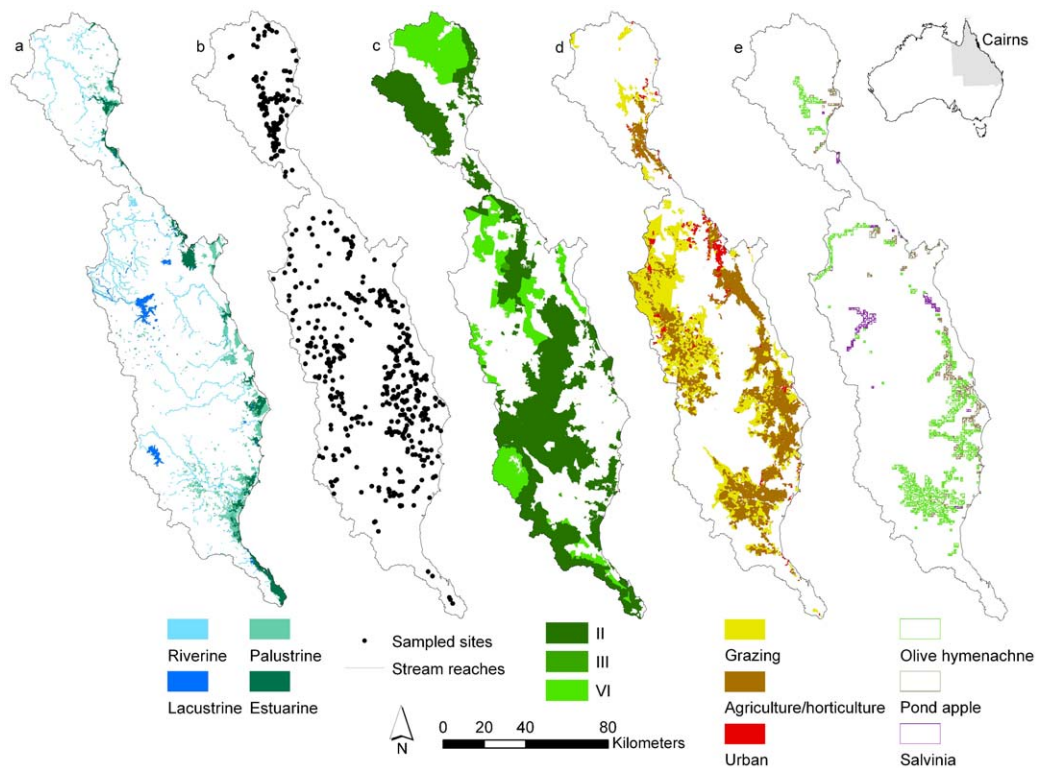 a
b
c
d
e
Cairns
Riverine
Palustrine
Lacustrine
Estuarine
Sampled sites
Stream reaches
II
III
VI
Grazing
Agriculture/horticulture
Urban
Olive hymenachne
Pond apple
Salvinia
N
0 20 40 80
Kilometers